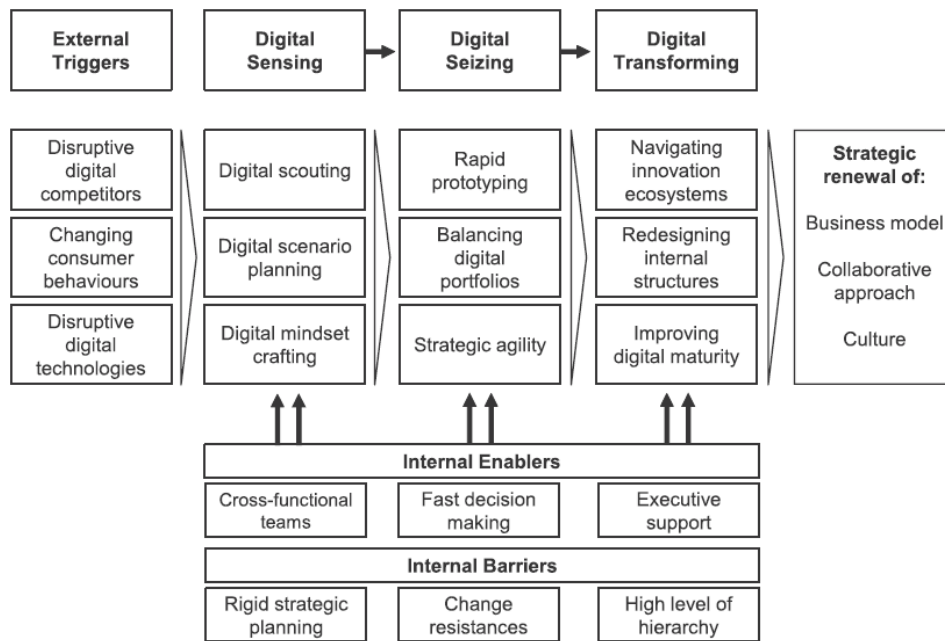 External
Triggers
Digital
Sensing
Digital
Seizing
Digital
Transforming
Disruptive
digital
competitors
Changing
consumer
behaviours
Disruptive
digital
technologies
Digital scouting
Digital scenario
planning
Digital mindset
crafting
Rapid
prototyping
Balancing
digital
portfolios
Strategic agility
Navigating
innovation
ecosystems
Redesigning
internal
structures
Improving
digital maturity
Strategic
renewal of:
Business model
Collaborative
approach
Culture
Internal Enablers
Cross-functional
teams
Fast decision
making
Executive
support
Internal Barriers
Rigid strategic
planning
Change
resistances
High level of
hierarchy